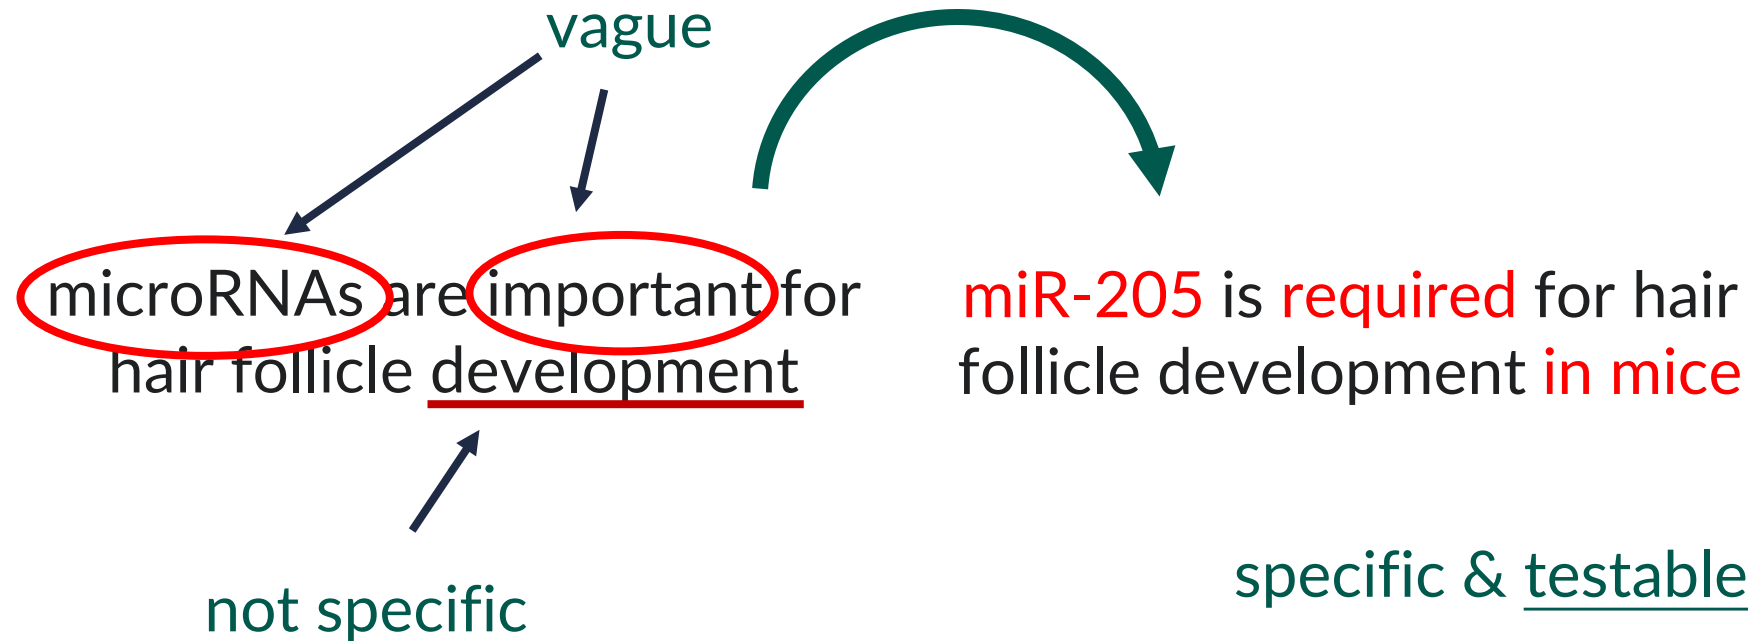 vague
microRNAs are important for
hair follicle development
not specific
miR-205 is required for hair
follicle development in mice
specific & testable